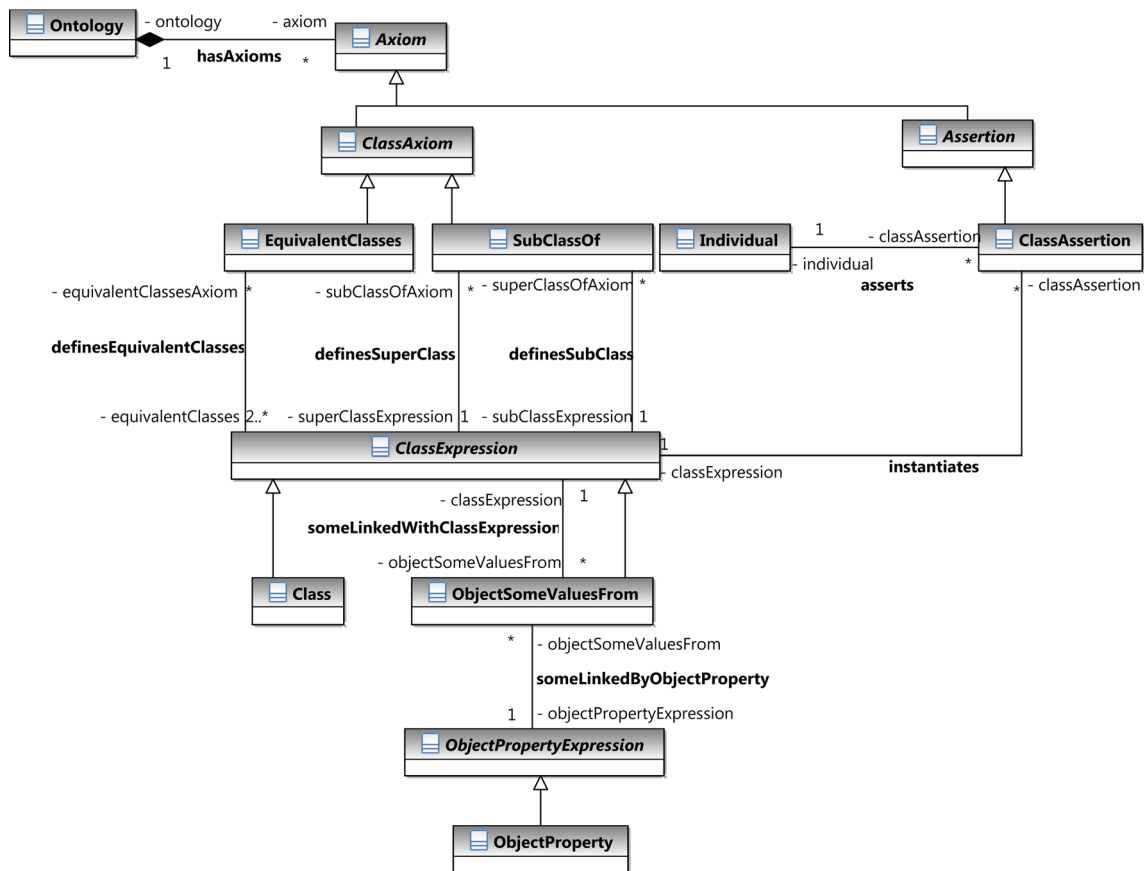 Ontology
- ontology
- axiom
Axiom
hasAxioms
1
*
ClassAxiom
Assertion
EquivalentClasses
SubClassOf
Individual
1
- classAssertion
ClassAssertion
- individual
*
asserts
- equivalentClassesAxiom *
- subClassOfAxiom *
- superClassOfAxiom *
* - classAssertion
definesEquivalentClasses
definesSuperClass
definesSubClass
- equivalentClasses 2..*
- superClassExpression 1
- subClassExpression 1
ClassExpression
1
- classExpression
instantiates
- classExpression 1
someLinkedWithClassExpression
- objectSomeValuesFrom *
Class
ObjectSomeValuesFrom
* - objectSomeValuesFrom
someLinkedByObjectProperty
1 - objectPropertyExpression
ObjectPropertyExpression
ObjectProperty